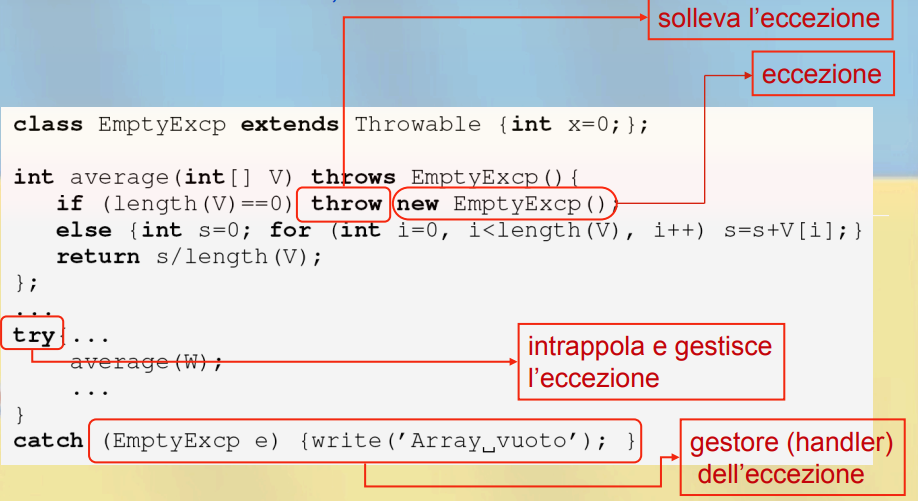 solleva l'eccezione
eccezione
class EmptyExcp extends Throwable {int x=0;};
int average(int[] V) throws EmptyExcp(){
if (length(V)==0) throw new EmptyExcp();
else {int s=0; for (int i=0, i<length(V), i++) s=s+V[i];}
return s/length(V);
};
...
try{...
average(W);
...
}
catch (EmptyExcp e) {write('Array␣vuoto'); }
intrappola e gestisce
l'eccezione
gestore (handler)
dell'eccezione